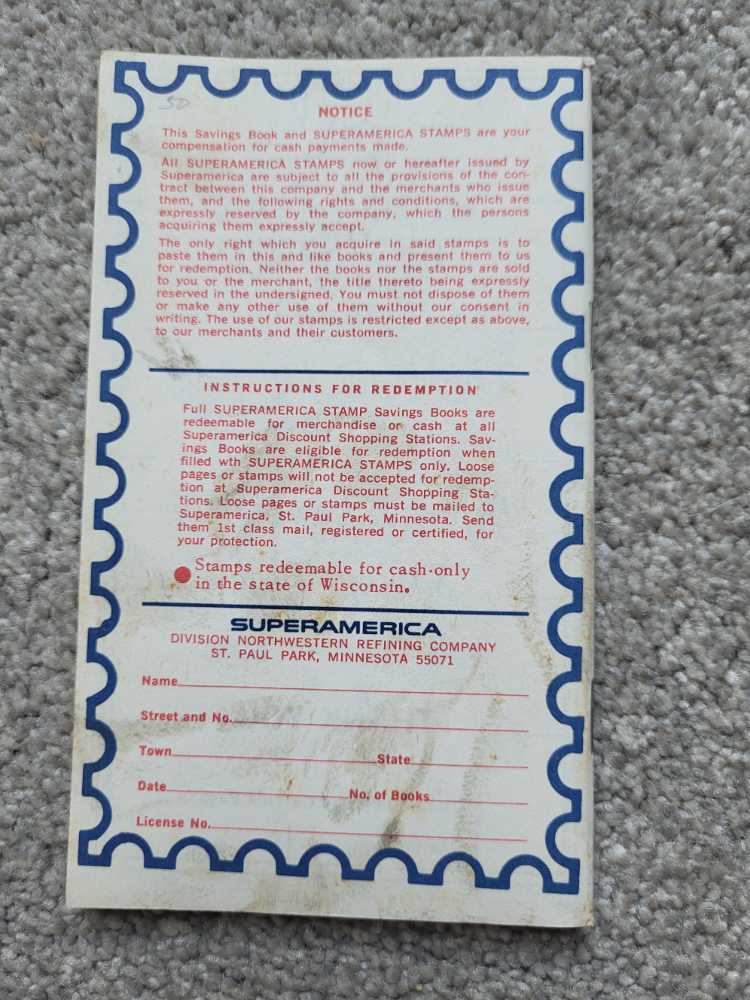 50
NOTICE
This Savings Book and SUPERAMERICA STAMPS are your
compensation for cash payments made.
All SUPERAMERICA STAMPS now or hereafter issued by
Superamerica are subject to all the provisions of the con-
tract between this company and the merchants who issue
them, and the following rights and conditions, which are
expressly reserved by the company, which the persons
acquiring them expressly accept.
The only right which you acquire in said stamps is to
paste them in this and like books and present them to us
for redemption. Neither the books nor the stamps are sold
to you or the merchant, the title thereto being expressly
reserved in the undersigned. You must not dispose of them
or make any other use of them without our consent in
writing. The use of our stamps is restricted except as above,
to our merchants and their customers.
INSTRUCTIONS FOR REDEMPTION
Full SUPERAMERICA STAMP Savings Books are
redeemable for merchandise or cash at all
Superamerica Discount Shopping Stations. Sav-
ings Books are eligible for redemption when
filled wth SUPERAMERICA STAMPS only. Loose
pages or stamps will not be accepted for redemp-
tion at Superamerica Discount Shopping Sta-
tions. Loose pages or stamps must be mailed to
Superamerica, St. Paul Park, Minnesota. Send
them 1st class mail, registered or certified, for
your protection.
Stamps redeemable for cash-only
in the state of Wisconsin.
SUPERAMERICA
DIVISION NORTHWESTERN REFINING COMPANY
ST. PAUL PARK, MINNESOTA 55071
Name
Street and No.
Town State
Date No. of Books
License No.